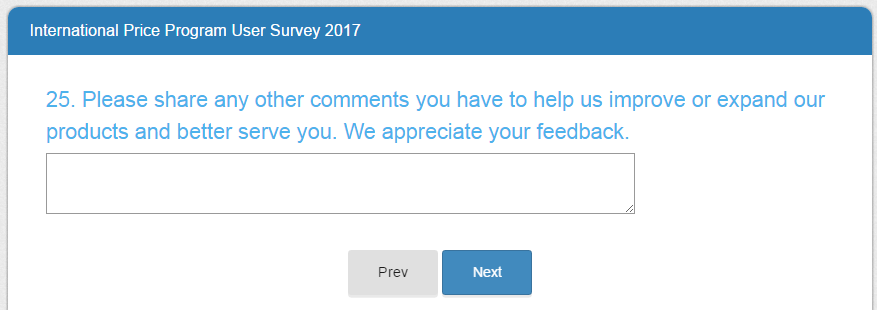 International Price Program User Survey 2017
25. Please share any other comments you have to help us improve or expand our
products and better serve you. We appreciate your feedback.
Prev Next